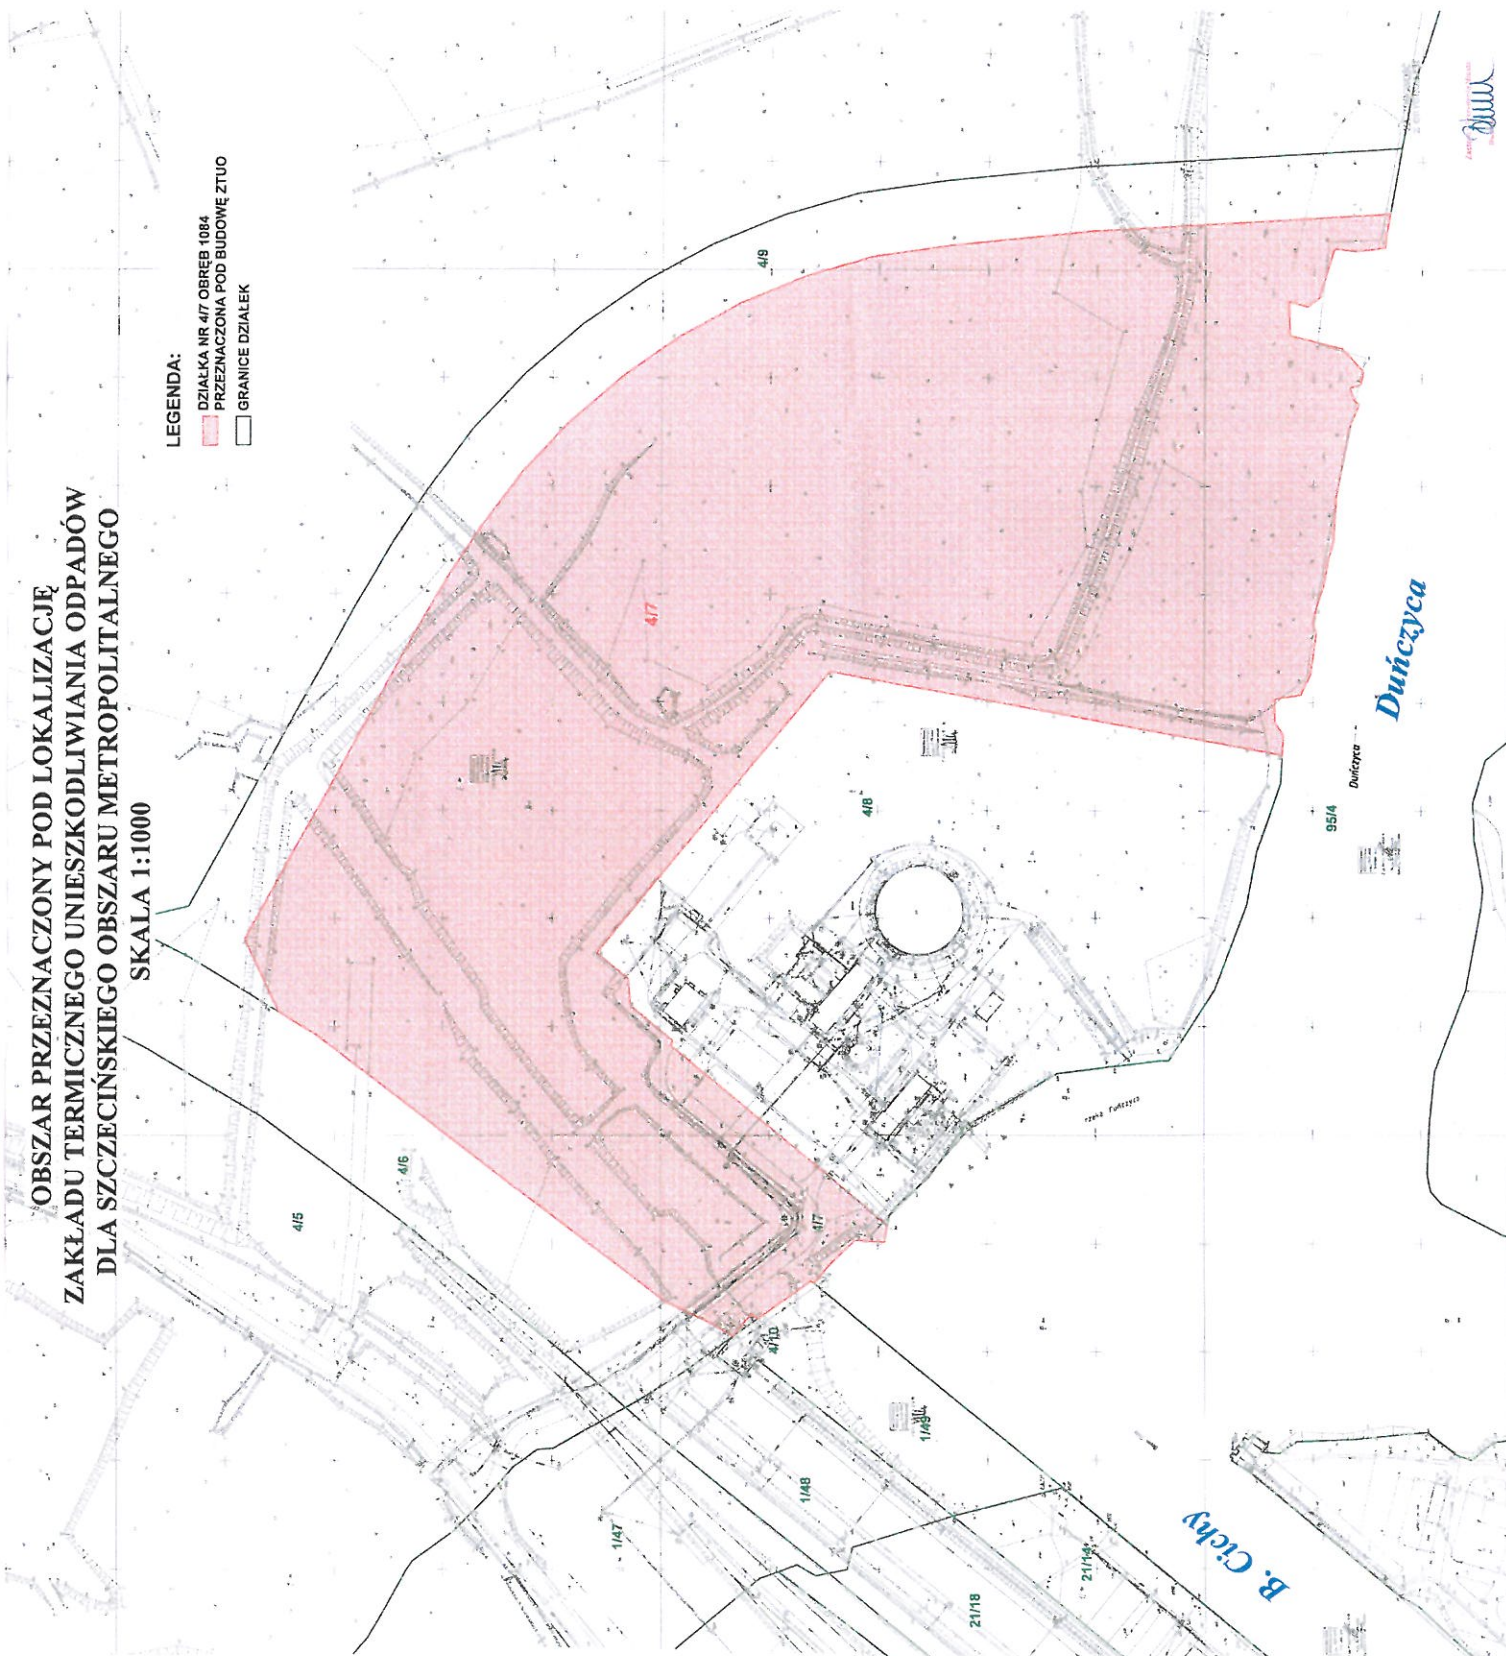 OBSZAR PRZEZNACZONY POD LOKALIZACJĘ
ZAKŁADU TERMICZNEGO UNIESZKODLIWIANIA ODPADÓW
DLA SZCZECIŃSKIEGO OBSZARU METROPOLITALNEGO
SKALA 1:1000
LEGENDA:
DZIAŁKA NR 4/7 OBRĘB 1084
PRZEZNACZONA POD BUDOWĘ ZTUO
GRANICE DZIAŁEK
4/9
4/7
4/8
4/5
4/6
4/7
4/10
95/4
Duńczyca
Duńczyca
1/49
1/48
1/47
21/14
21/18
B. Cichy